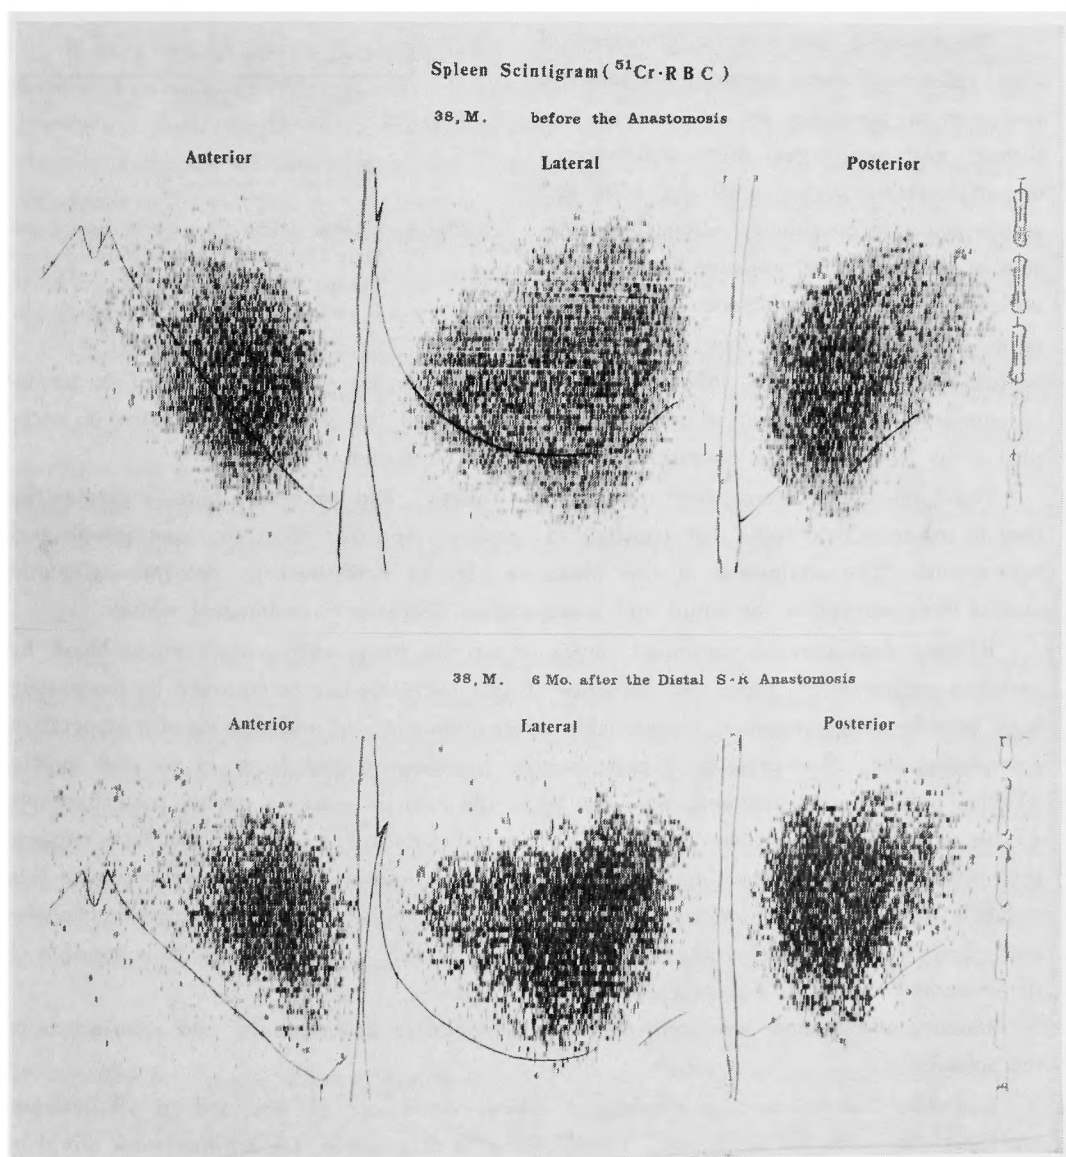 Spleen Scintigram ( ⁵¹Cr·R B C )
38, M. before the Anastomosis
Anterior Lateral Posterior
38, M. 6 Mo. after the Distal S-R Anastomosis
Anterior Lateral Posterior